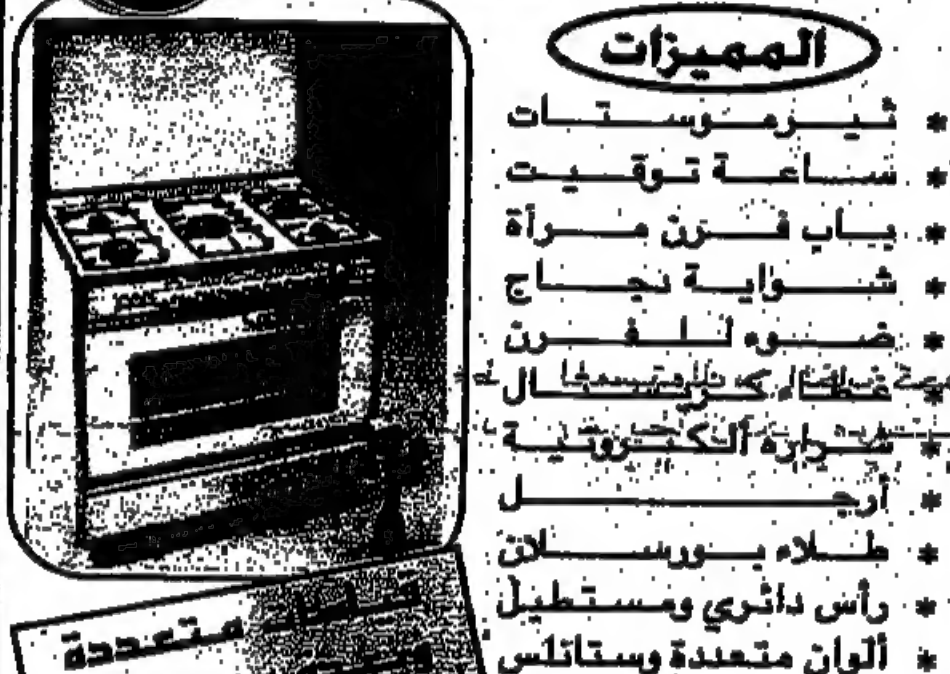 المميزات
* ثيرموستات
* ساعة توقيت
* باب فرن مرآة
* شواية دجاج
* ضوء للفرن
* غطاء كريستال
* شرارة الكترونية
* أرجل
* طلاء بورسلان
* رأس دائري ومستطيل
* ألوان متعددة وستانلس
متعددة